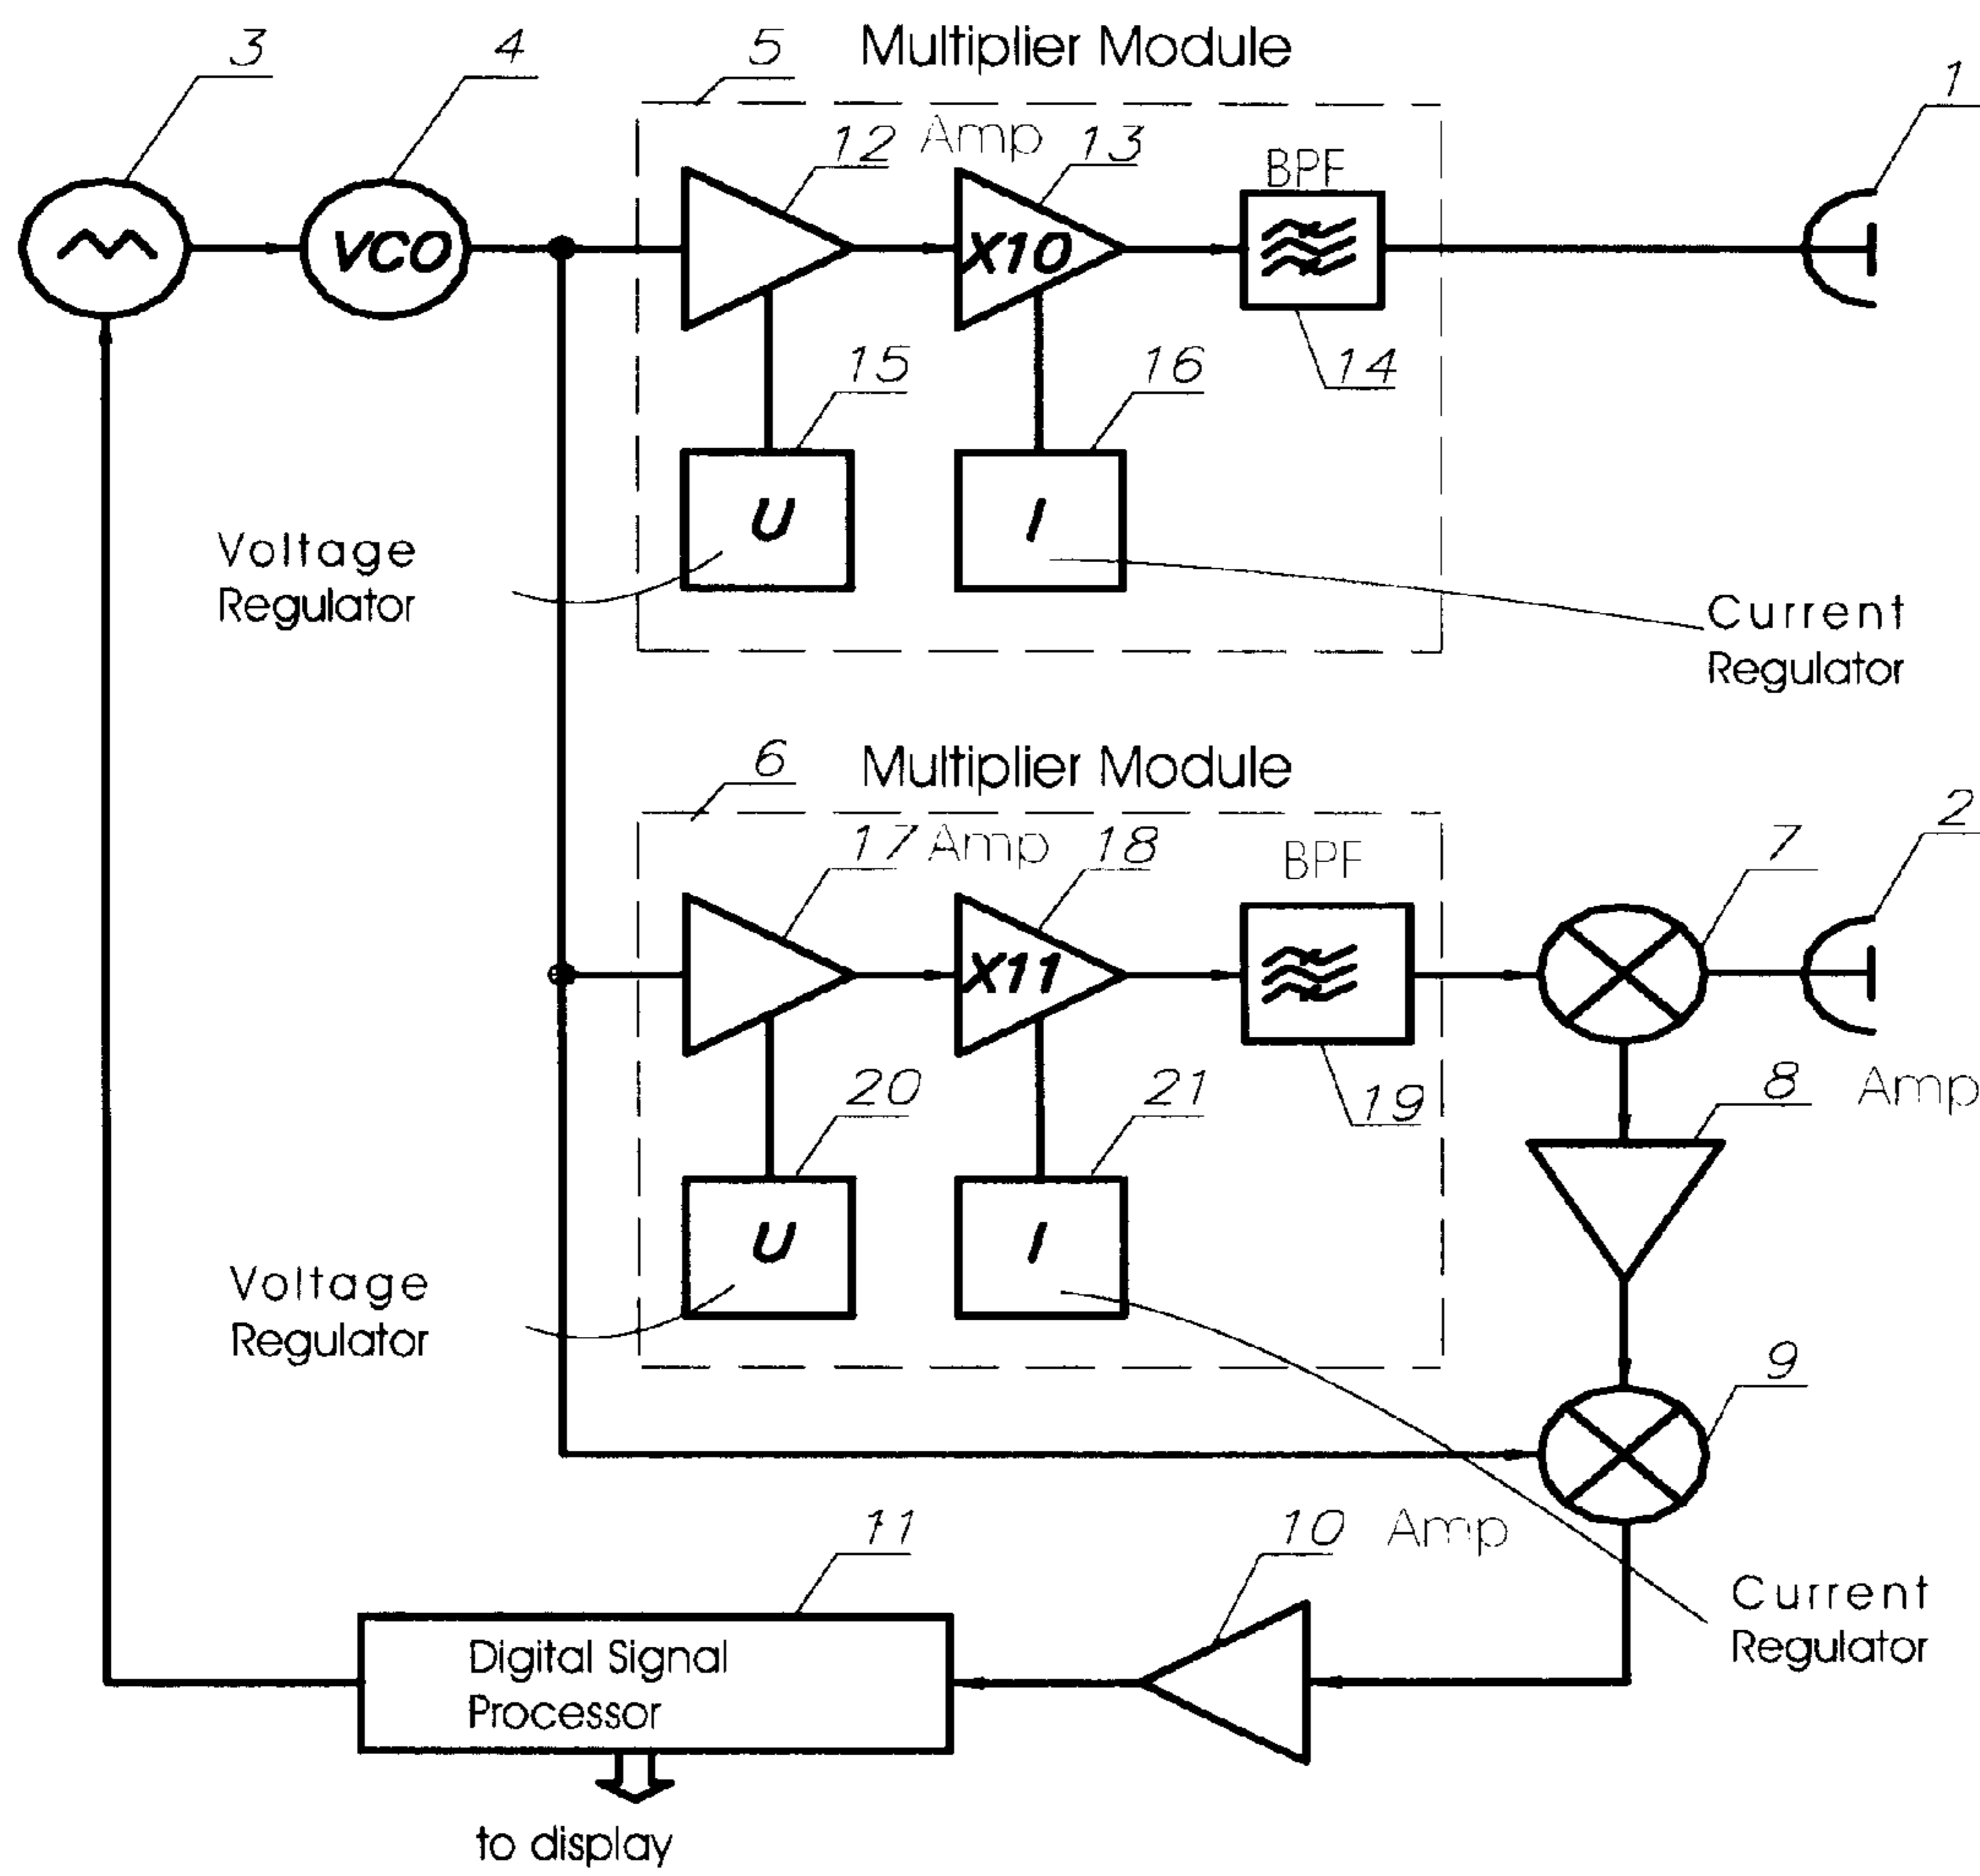 3
4
5
Multiplier Module
1
12
Amp
13
BPF
VCO
X10
15
16
14
U
I
Voltage
Regulator
Current
Regulator
6
Multiplier Module
2
17
Amp
18
BPF
7
X11
20
21
19
8
Amp
U
I
Voltage
Regulator
9
11
10
Amp
Current
Regulator
Digital Signal
Processor
to display